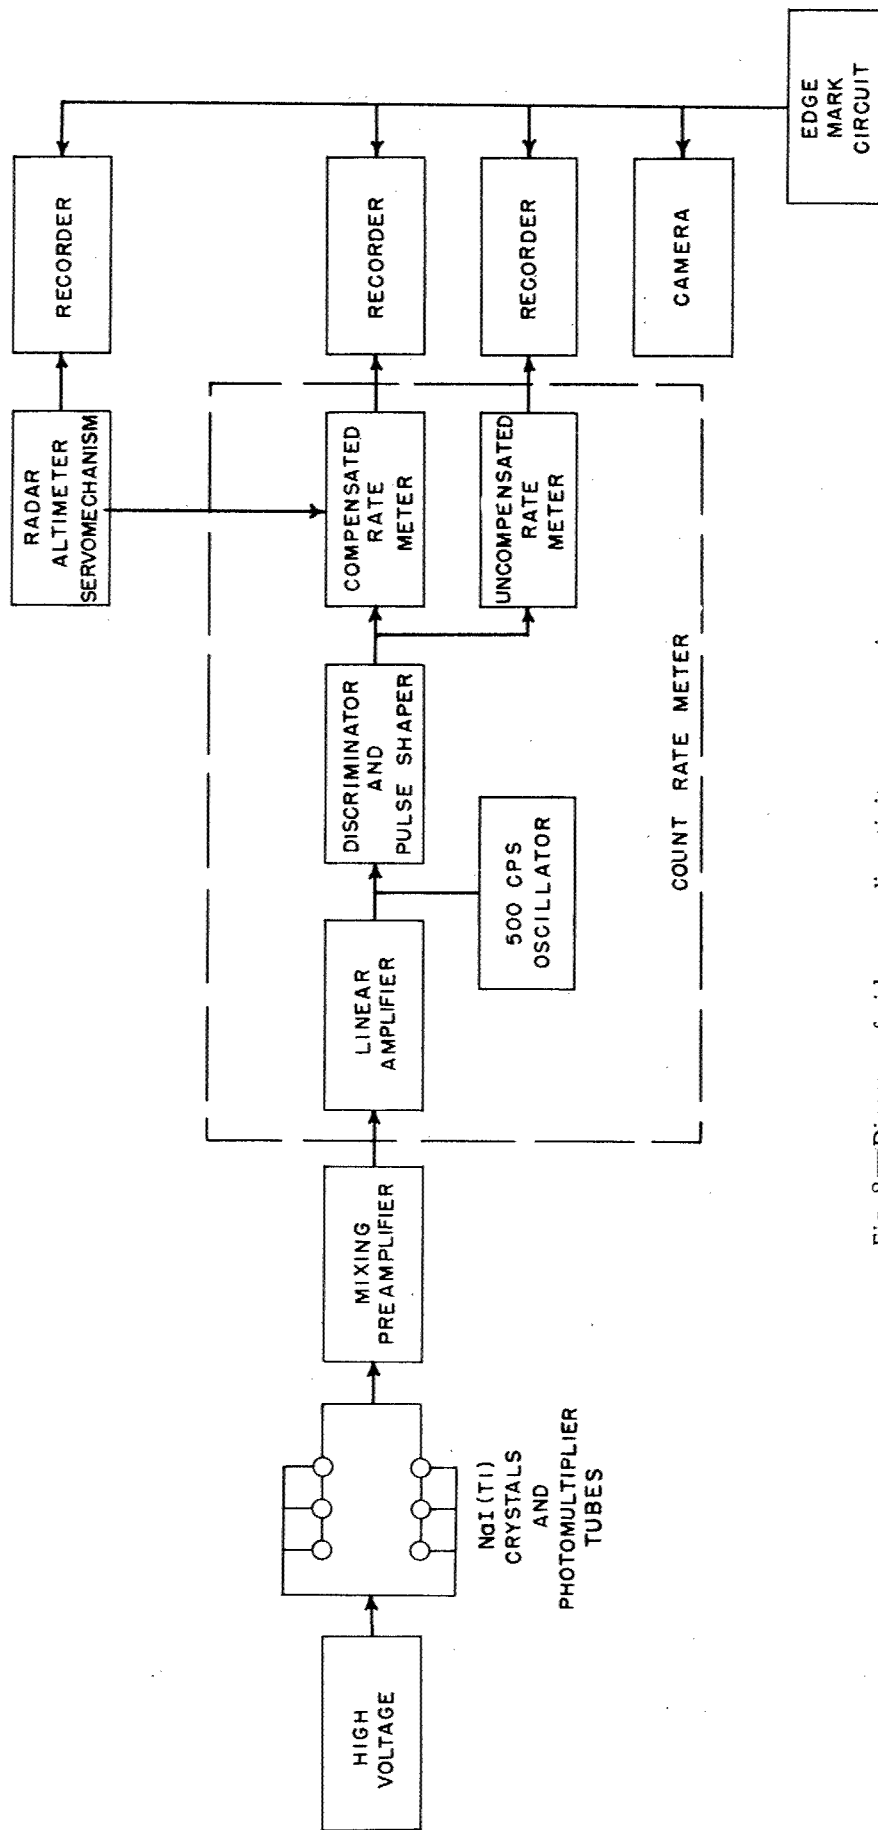 HIGH
VOLTAGE
NaI(Tl)
CRYSTALS
AND
PHOTOMULTIPLIER
TUBES
MIXING
PREAMPLIFIER
LINEAR
AMPLIFIER
500 CPS
OSCILLATOR
DISCRIMINATOR
AND
PULSE SHAPER
RADAR
ALTIMETER
SERVOMECHANISM
COMPENSATED
RATE
METER
UNCOMPENSATED
RATE
METER
COUNT RATE METER
RECORDER
RECORDER
RECORDER
CAMERA
EDGE
MARK
CIRCUIT